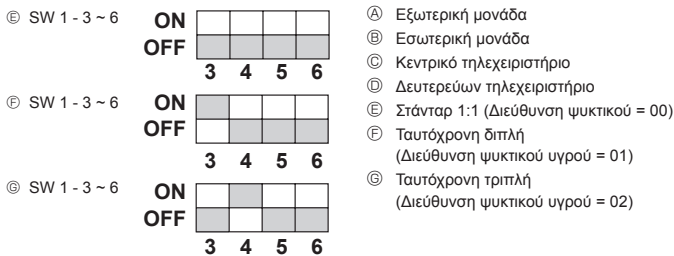 Ⓔ SW 1 - 3 ~ 6
ON
OFF
3 4 5 6
Ⓕ SW 1 - 3 ~ 6
ON
OFF
3 4 5 6
Ⓖ SW 1 - 3 ~ 6
ON
OFF
3 4 5 6
Ⓐ Εξωτερική μονάδα
Ⓑ Εσωτερική μονάδα
Ⓒ Κεντρικό τηλεχειριστήριο
Ⓓ Δευτερεύων τηλεχειριστήριο
Ⓔ Στάνταρ 1:1 (Διεύθυνση ψυκτικού = 00)
Ⓕ Ταυτόχρονη διπλή
(Διεύθυνση ψυκτικού υγρού = 01)
Ⓖ Ταυτόχρονη τριπλή
(Διεύθυνση ψυκτικού υγρού = 02)